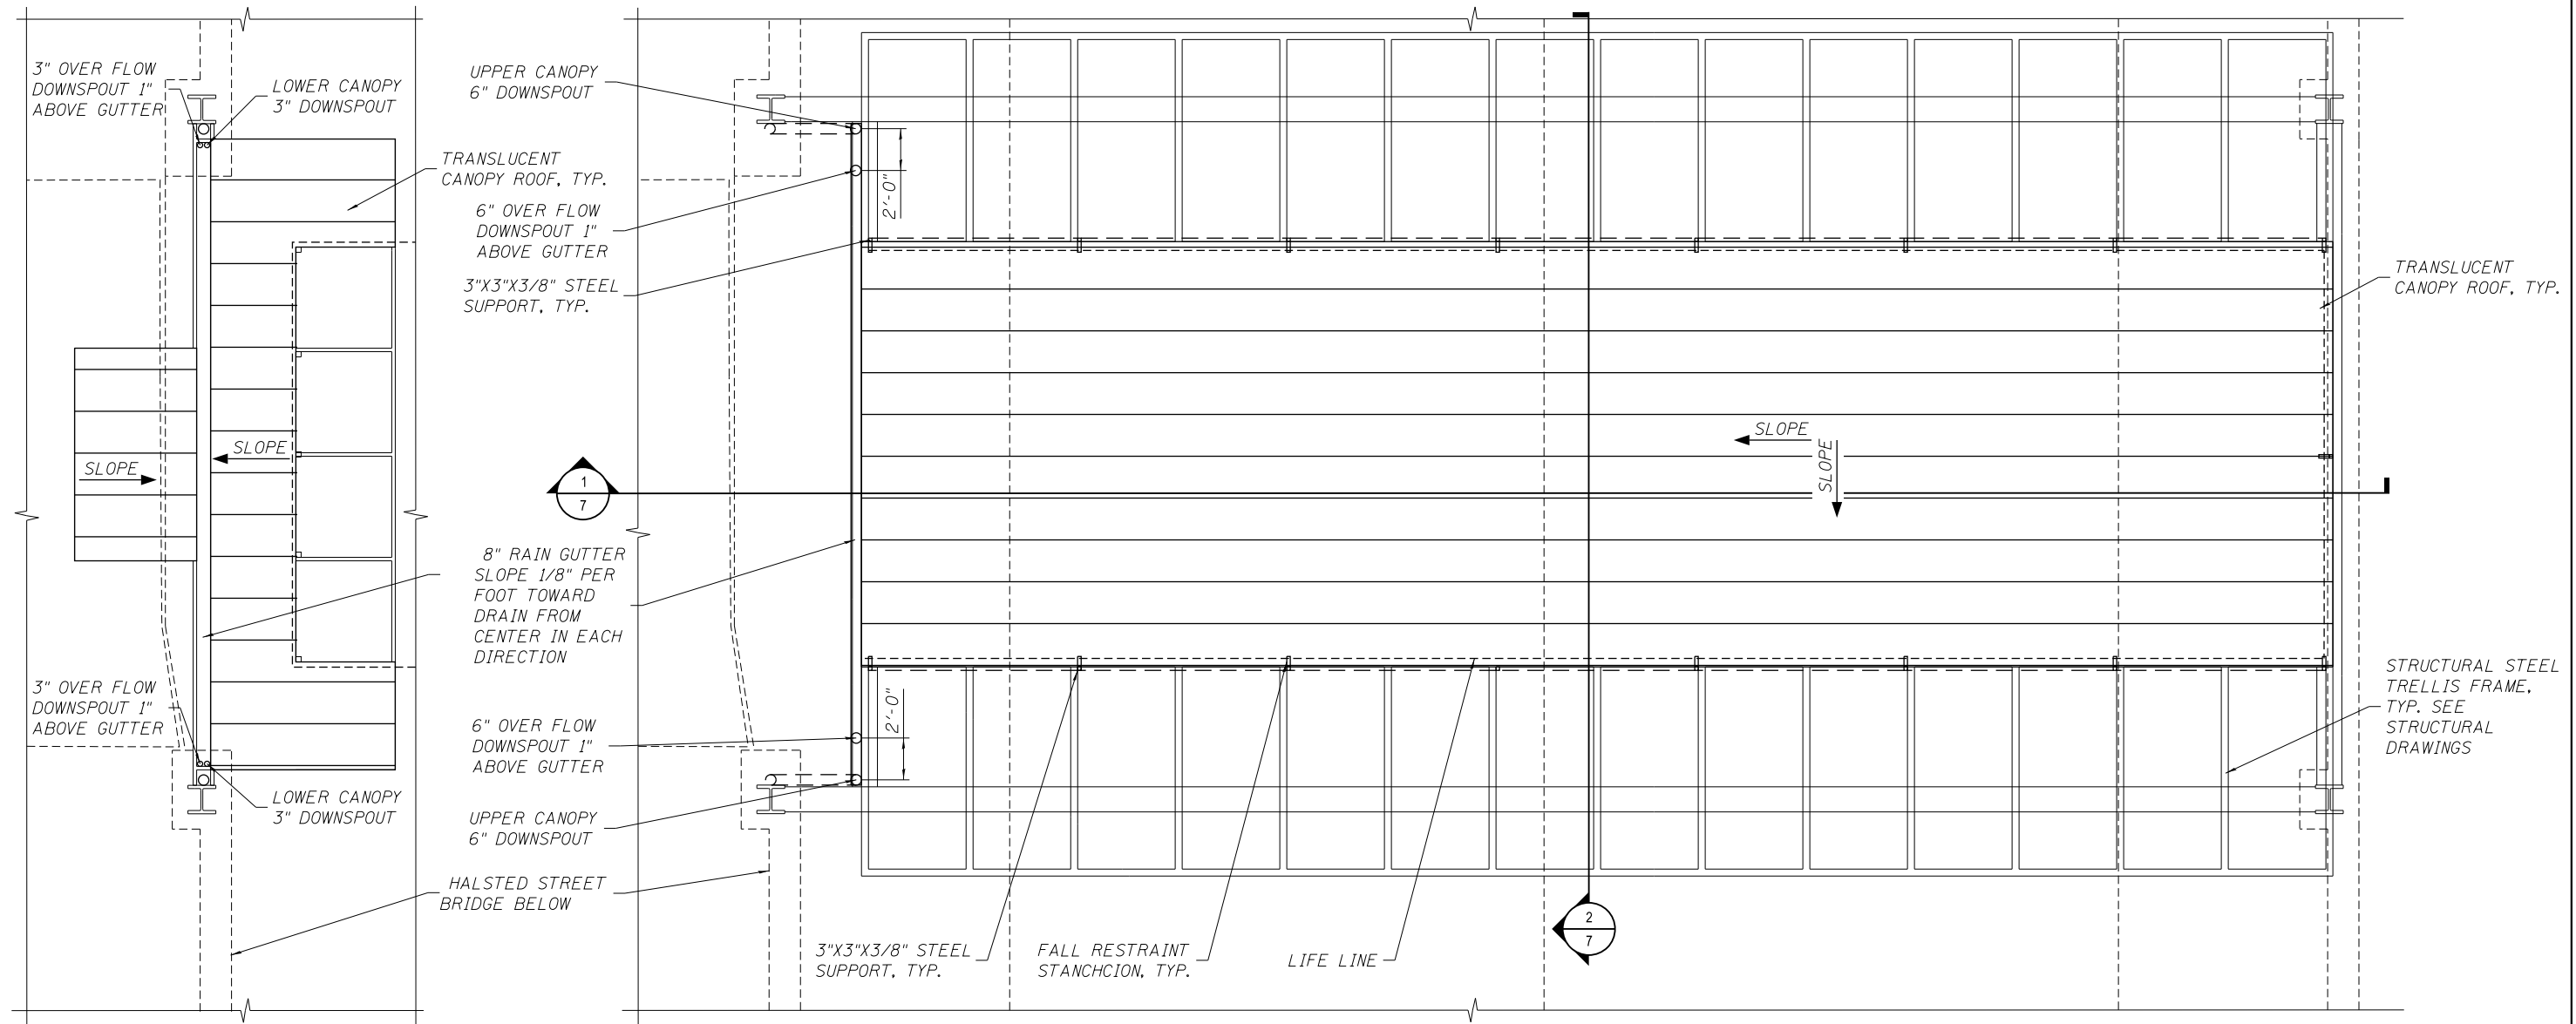 3" OVER FLOW
DOWNSPOUT 1"
ABOVE GUTTER
LOWER CANOPY
3" DOWNSPOUT
TRANSLUCENT
CANOPY ROOF, TYP.
SLOPE
SLOPE
3" OVER FLOW
DOWNSPOUT 1"
ABOVE GUTTER
LOWER CANOPY
3" DOWNSPOUT
UPPER CANOPY
6" DOWNSPOUT
6" OVER FLOW
DOWNSPOUT 1"
ABOVE GUTTER
3"X3"X3/8" STEEL
SUPPORT, TYP.
2'-0"
1
7
8" RAIN GUTTER
SLOPE 1/8" PER
FOOT TOWARD
DRAIN FROM
CENTER IN EACH
DIRECTION
6" OVER FLOW
DOWNSPOUT 1"
ABOVE GUTTER
2'-0"
UPPER CANOPY
6" DOWNSPOUT
HALSTED STREET
BRIDGE BELOW
SLOPE
SLOPE
TRANSLUCENT
CANOPY ROOF, TYP.
STRUCTURAL STEEL
TRELLIS FRAME,
TYP. SEE
STRUCTURAL
DRAWINGS
3"X3"X3/8" STEEL
SUPPORT, TYP.
FALL RESTRAINT
STANCHCION, TYP.
LIFE LINE
2
7